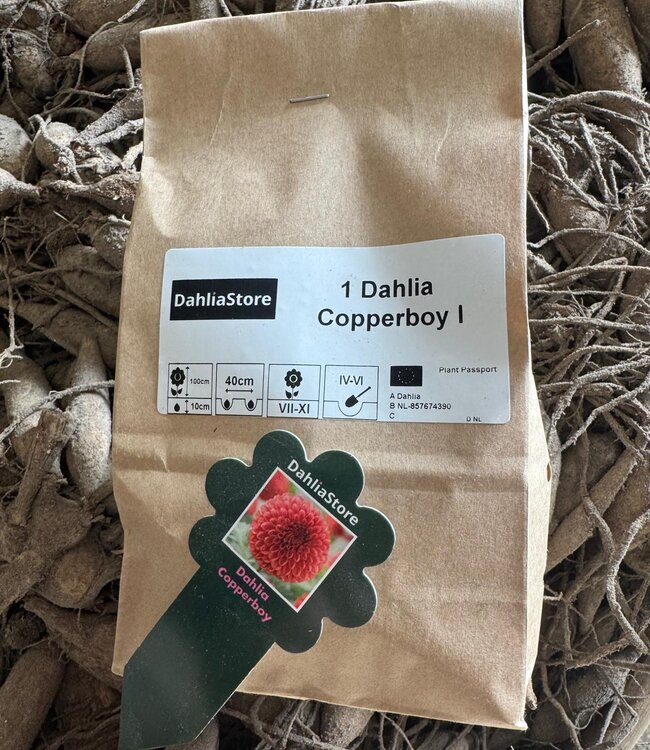 DahliaStore
1 Dahlia
Copperboy I
100cm
10cm
40cm
VII-XI
IV-VI
Plant Passport
A Dahlia
B NL-857674390
C
D NL
DahliaStore
Dahlia
Copperboy